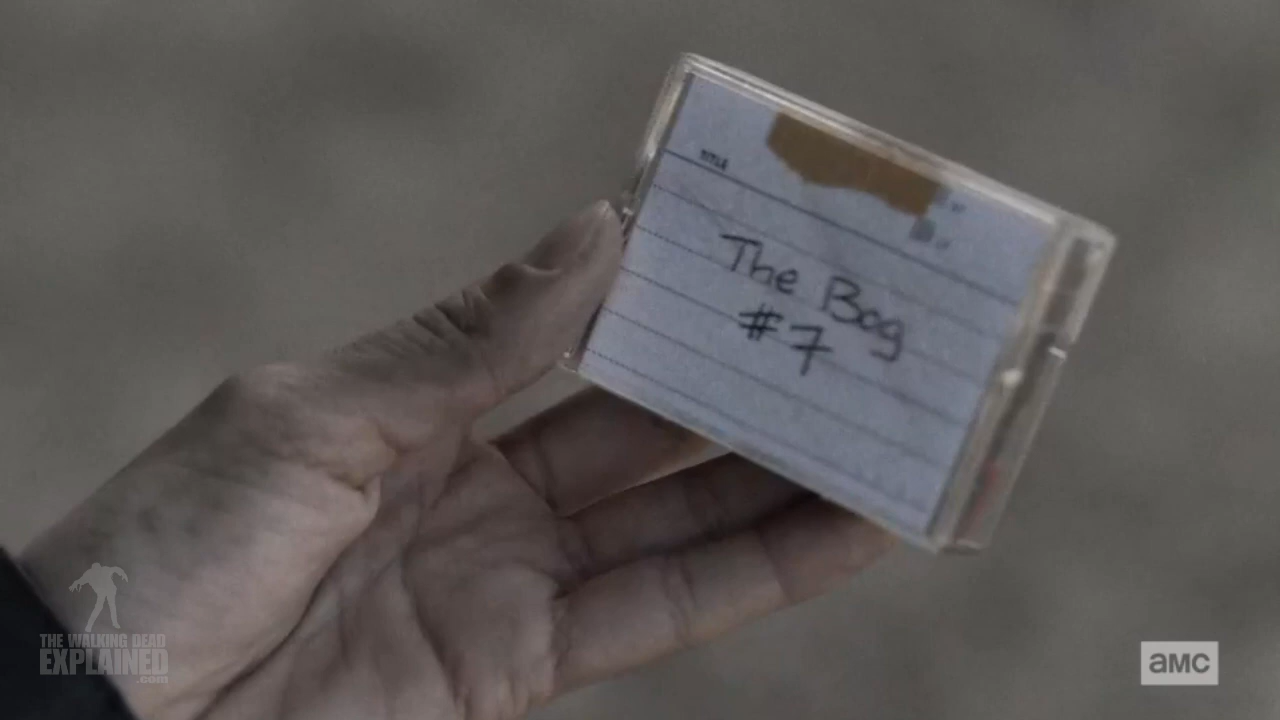 TITLE
The Bog
#7
THE WALKING DEAD
EXPLAINED
.com
amc